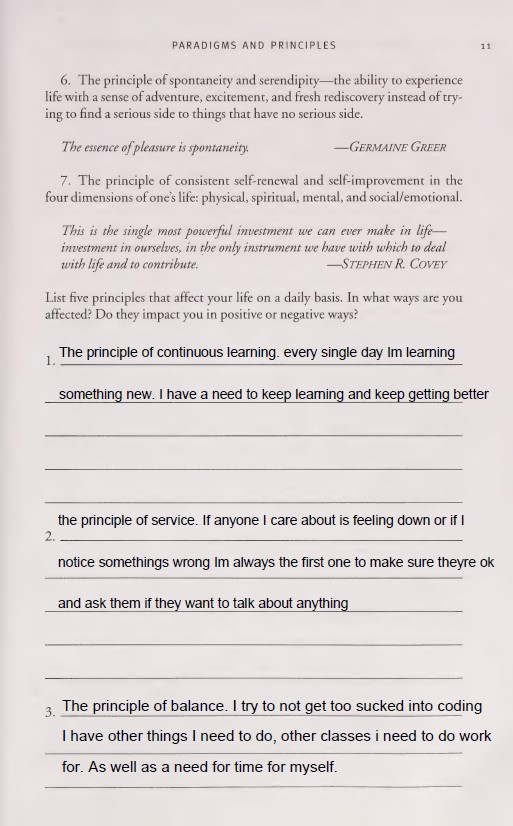 PARADIGMS AND PRINCIPLES 11
6. The principle of spontaneity and serendipity—the ability to experience
life with a sense of adventure, excitement, and fresh rediscovery instead of try-
ing to find a serious side to things that have no serious side.
The essence of pleasure is spontaneity. —GERMAINE GREER
7. The principle of consistent self-renewal and self-improvement in the
four dimensions of one's life: physical, spiritual, mental, and social/emotional.
This is the single most powerful investment we can ever make in life—
investment in ourselves, in the only instrument we have with which to deal
with life and to contribute. —STEPHEN R. COVEY
List five principles that affect your life on a daily basis. In what ways are you
affected? Do they impact you in positive or negative ways?
1. The principle of continuous learning. every single day Im learning
something new. I have a need to keep learning and keep getting better
the principle of service. If anyone I care about is feeling down or if I
2.
notice somethings wrong Im always the first one to make sure theyre ok
and ask them if they want to talk about anything
3. The principle of balance. I try to not get too sucked into coding
I have other things I need to do, other classes i need to do work
for. As well as a need for time for myself.